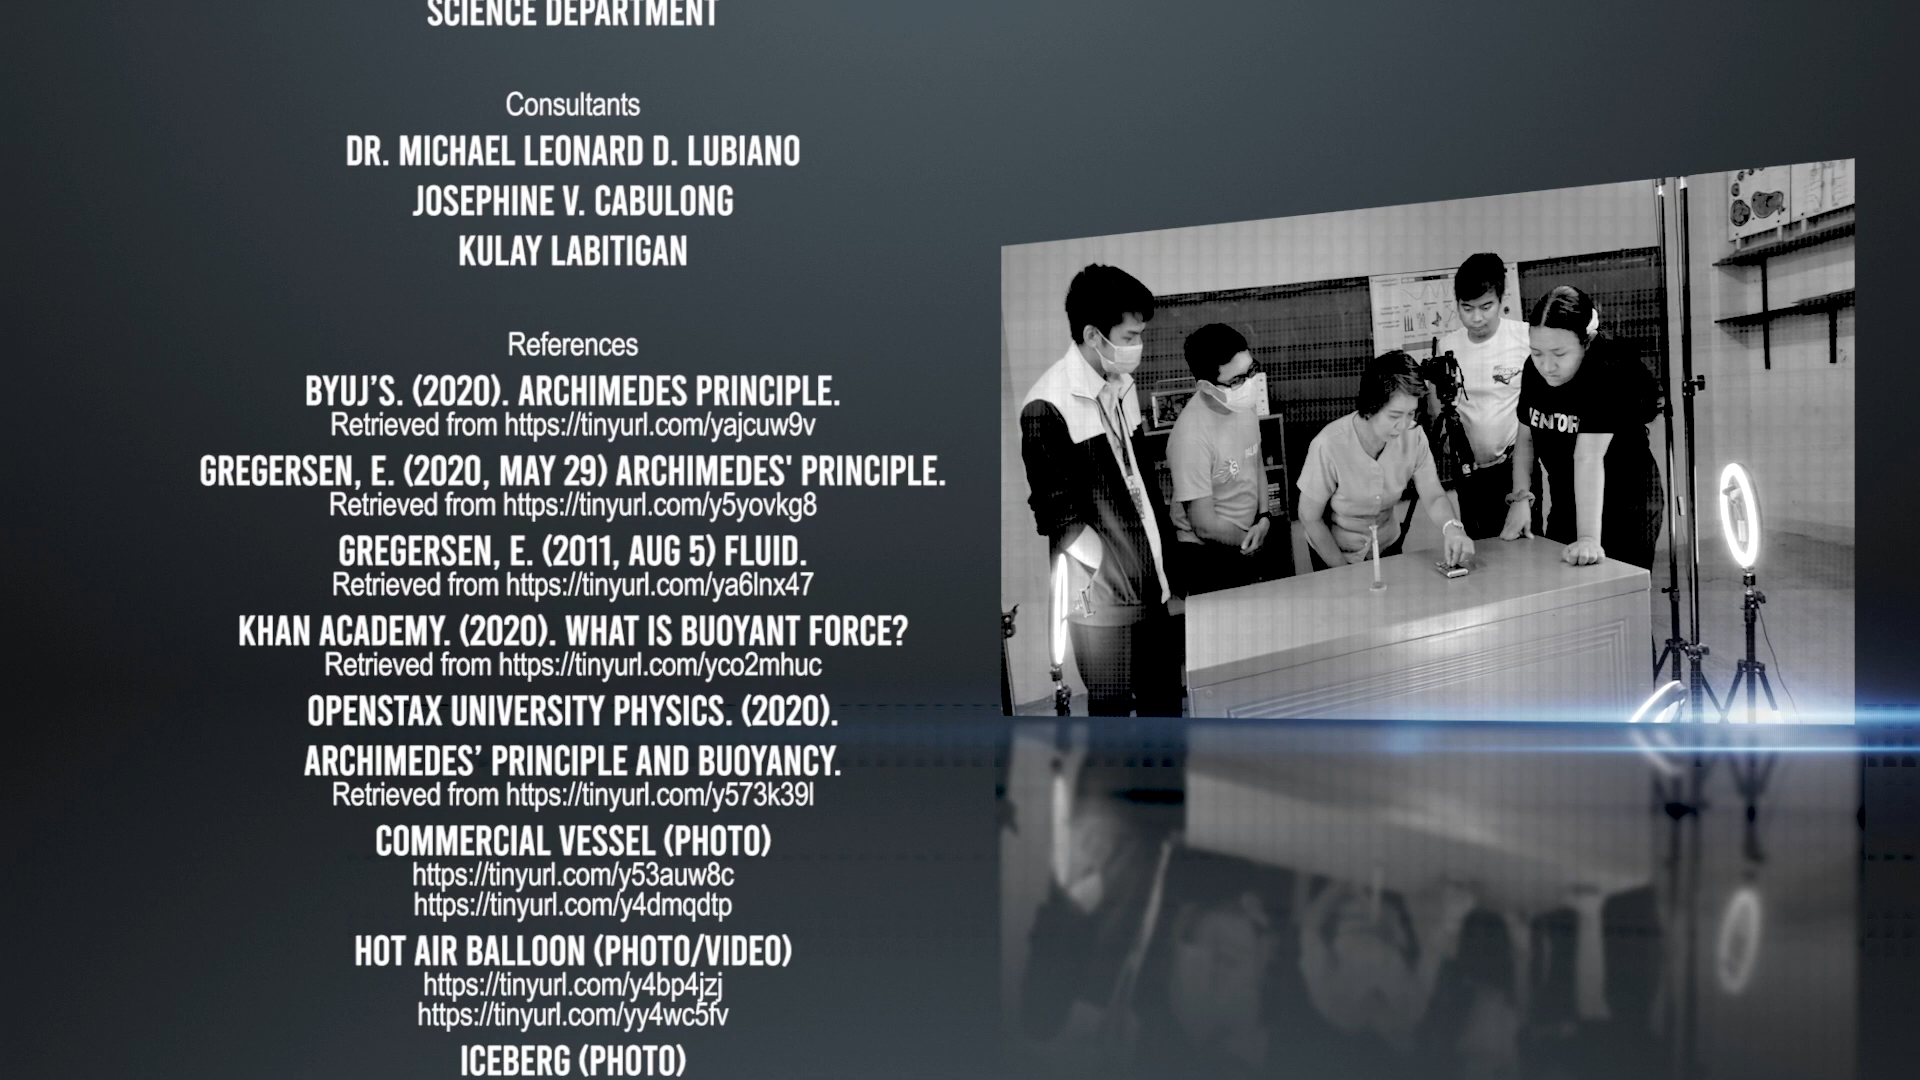 SCIENCE DEPARTMENT
Consultants
DR. MICHAEL LEONARD D. LUBIANO
JOSEPHINE V. CABULONG
KULAY LABITIGAN
References
BYUJ’S. (2020). ARCHIMEDES PRINCIPLE.
Retrieved from https://tinyurl.com/yajcuw9v
GREGERSEN, E. (2020, MAY 29) ARCHIMEDES' PRINCIPLE.
Retrieved from https://tinyurl.com/y5yovkg8
GREGERSEN, E. (2011, AUG 5) FLUID.
Retrieved from https://tinyurl.com/ya6lnx47
KHAN ACADEMY. (2020). WHAT IS BUOYANT FORCE?
Retrieved from https://tinyurl.com/yco2mhuc
OPENSTAX UNIVERSITY PHYSICS. (2020).
ARCHIMEDES’ PRINCIPLE AND BUOYANCY.
Retrieved from https://tinyurl.com/y573k39l
COMMERCIAL VESSEL (PHOTO)
https://tinyurl.com/y53auw8c
https://tinyurl.com/y4dmqdtp
HOT AIR BALLOON (PHOTO/VIDEO)
https://tinyurl.com/y4bp4jzj
https://tinyurl.com/yy4wc5fv
ICEBERG (PHOTO)